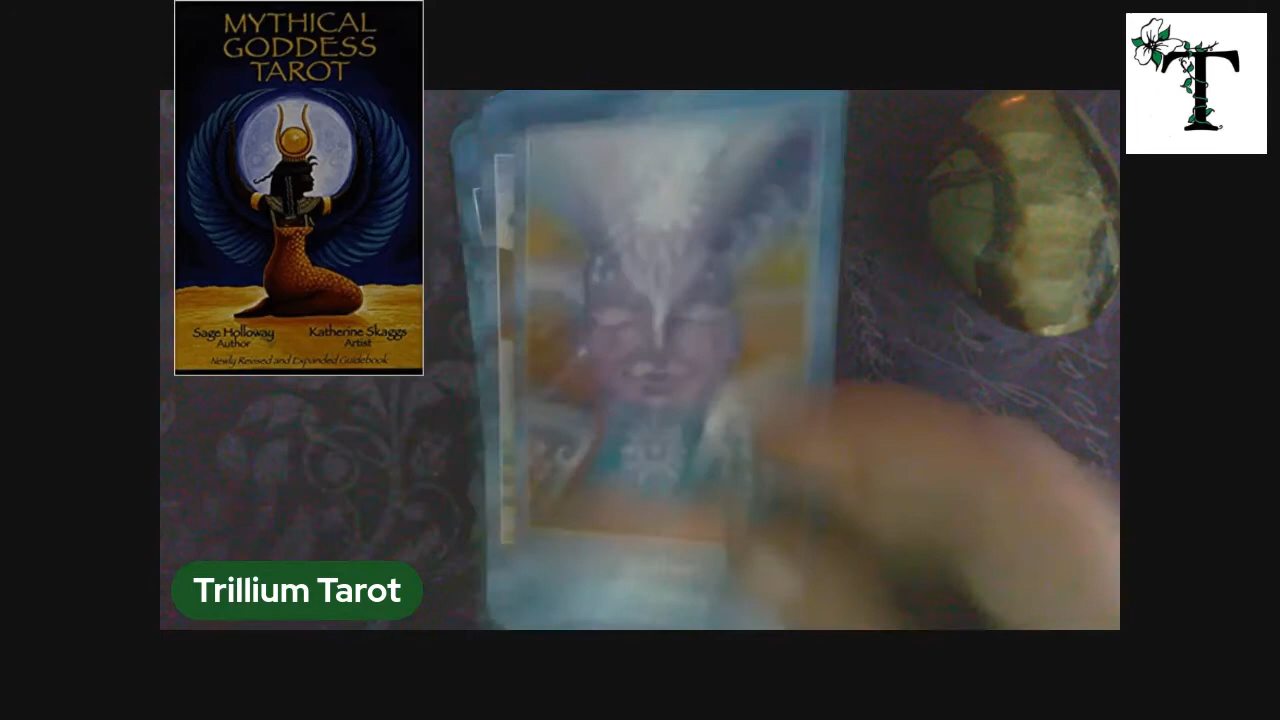 MYTHICAL
GODDESS
TAROT
Sage Holloway
Author
Katherine Skaggs
Artist
Newly Revised and Expanded Guidebook
T
Trillium Tarot